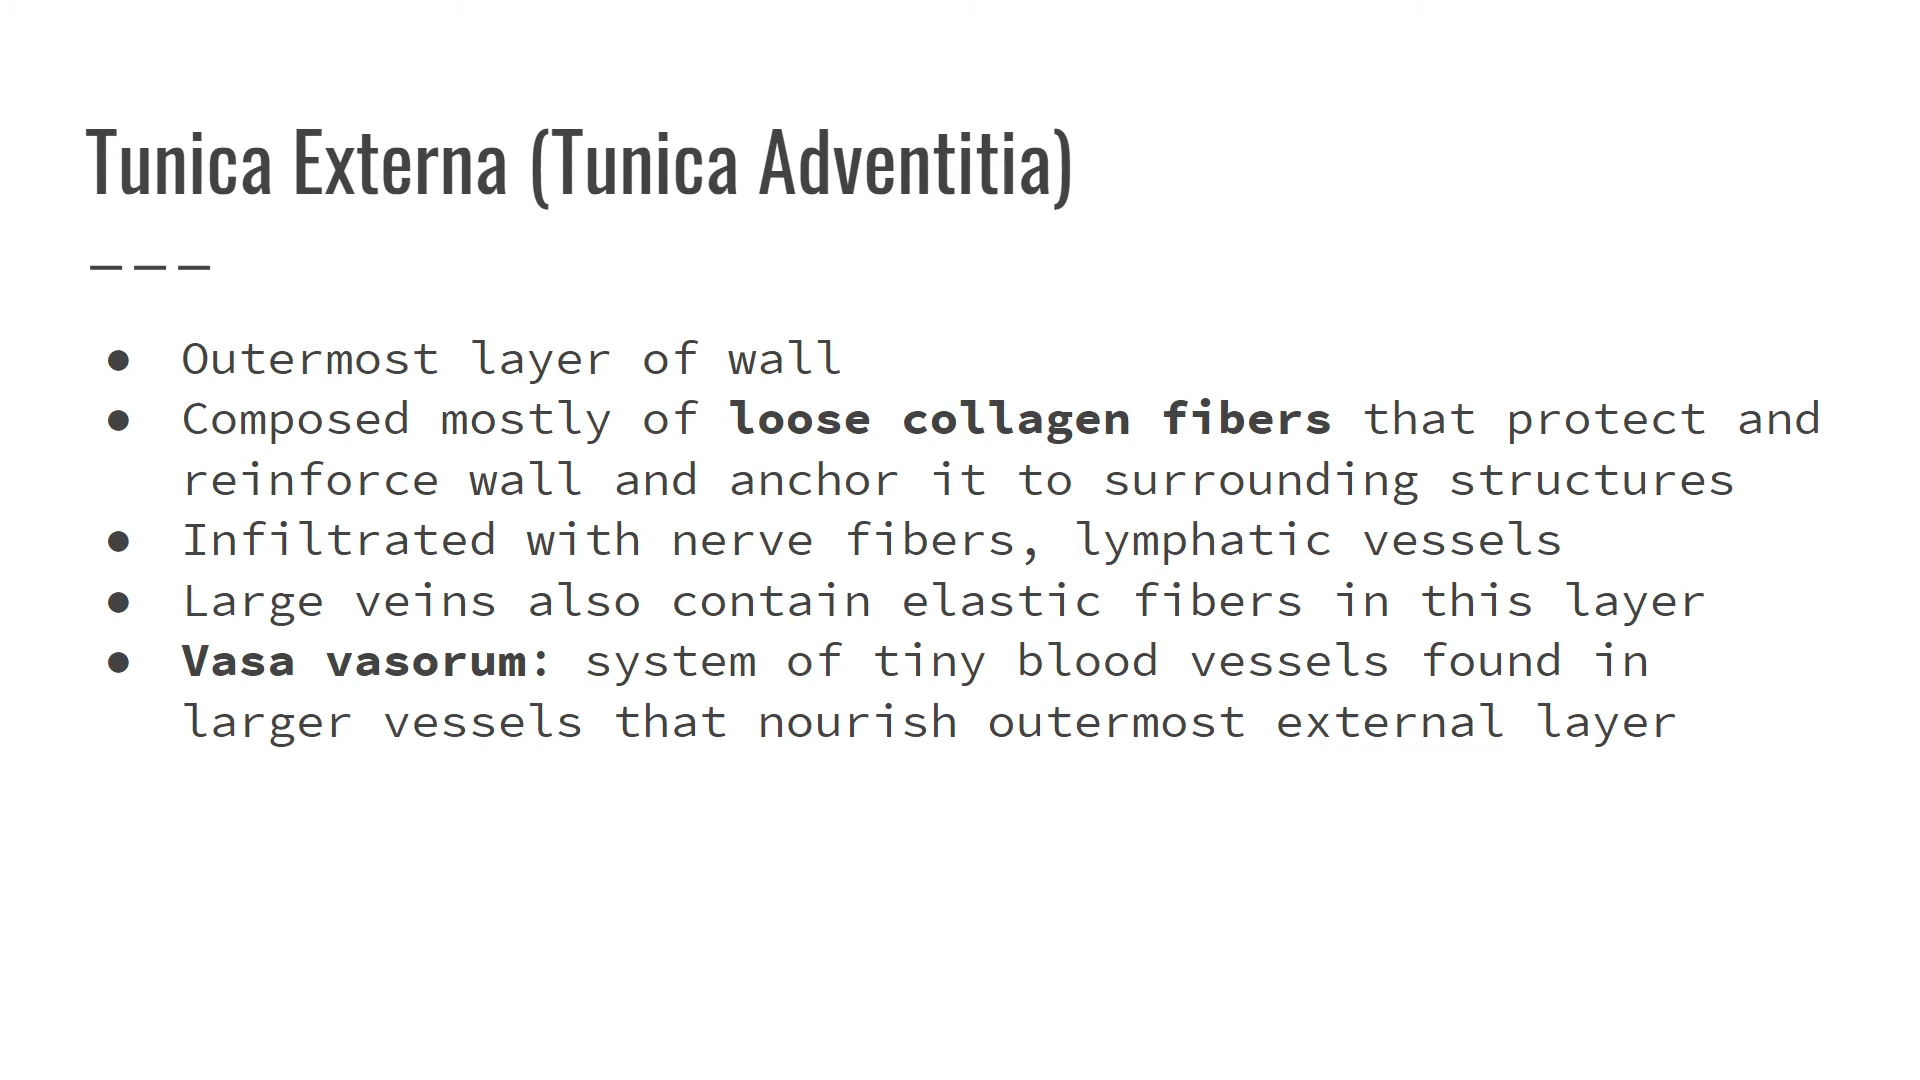 Tunica Externa (Tunica Adventitia)
● Outermost layer of wall
● Composed mostly of loose collagen fibers that protect and
reinforce wall and anchor it to surrounding structures
● Infiltrated with nerve fibers, lymphatic vessels
● Large veins also contain elastic fibers in this layer
● Vasa vasorum: system of tiny blood vessels found in
larger vessels that nourish outermost external layer